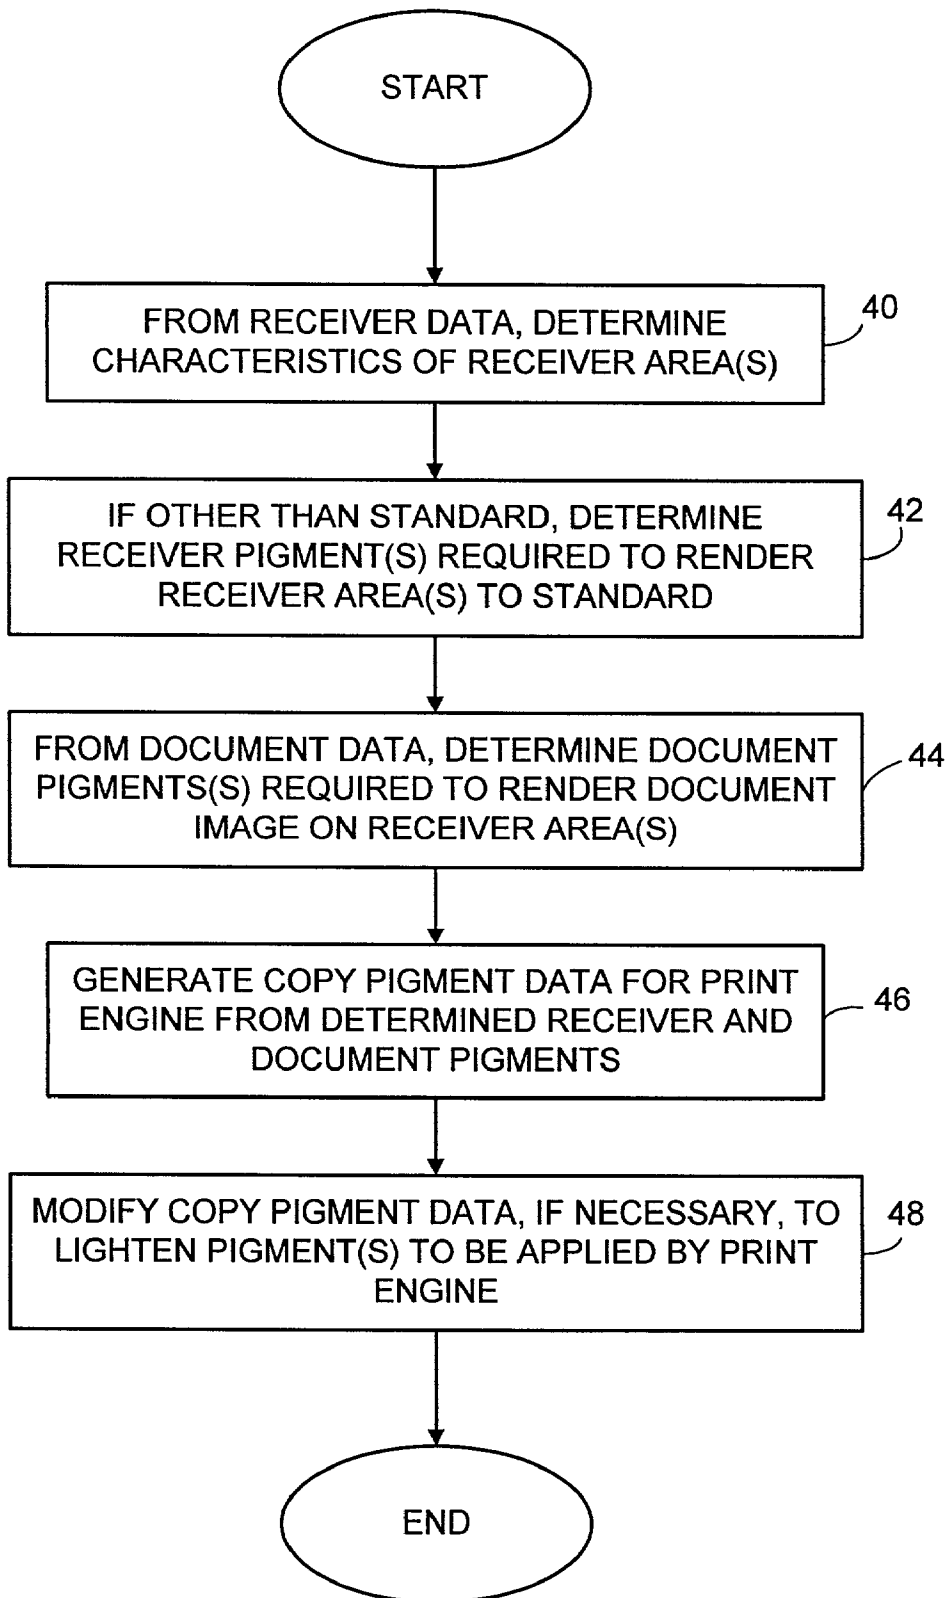 START
FROM RECEIVER DATA, DETERMINE
CHARACTERISTICS OF RECEIVER AREA(S)
40
IF OTHER THAN STANDARD, DETERMINE
RECEIVER PIGMENT(S) REQUIRED TO RENDER
RECEIVER AREA(S) TO STANDARD
42
FROM DOCUMENT DATA, DETERMINE DOCUMENT
PIGMENTS(S) REQUIRED TO RENDER DOCUMENT
IMAGE ON RECEIVER AREA(S)
44
GENERATE COPY PIGMENT DATA FOR PRINT
ENGINE FROM DETERMINED RECEIVER AND
DOCUMENT PIGMENTS
46
MODIFY COPY PIGMENT DATA, IF NECESSARY, TO
LIGHTEN PIGMENT(S) TO BE APPLIED BY PRINT
ENGINE
48
END